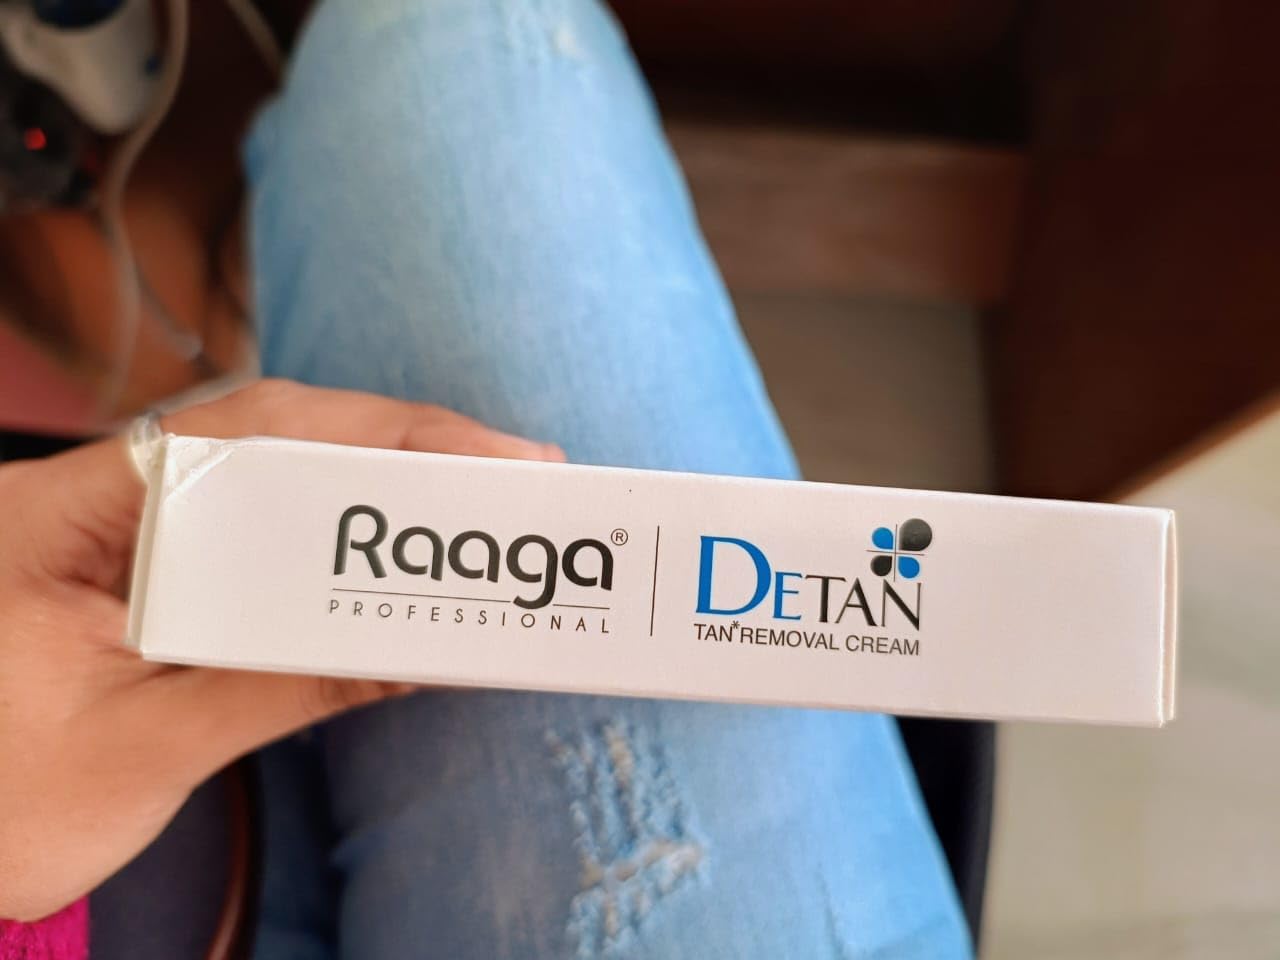 Raaga®
PROFESSIONAL
DETAN
TAN*REMOVAL CREAM